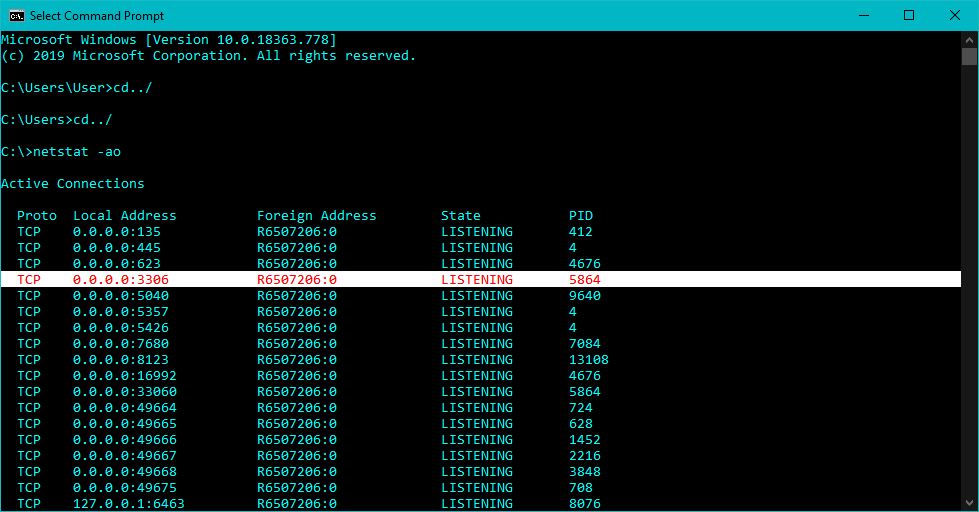 Select Command Prompt
Microsoft Windows [Version 10.0.18363.778]
(c) 2019 Microsoft Corporation. All rights reserved.
C:\Users\User>cd../
C:\Users>cd../
C:\>netstat -ao
Active Connections
Proto  Local Address          Foreign Address        State           PID
TCP    0.0.0.0:135            R6507206:0             LISTENING       412
TCP    0.0.0.0:445            R6507206:0             LISTENING       4
TCP    0.0.0.0:623            R6507206:0             LISTENING       4676
TCP    0.0.0.0:3306           R6507206:0             LISTENING       5864
TCP    0.0.0.0:5040           R6507206:0             LISTENING       9640
TCP    0.0.0.0:5357           R6507206:0             LISTENING       4
TCP    0.0.0.0:5426           R6507206:0             LISTENING       4
TCP    0.0.0.0:7680           R6507206:0             LISTENING       7084
TCP    0.0.0.0:8123           R6507206:0             LISTENING       13108
TCP    0.0.0.0:16992          R6507206:0             LISTENING       4676
TCP    0.0.0.0:33060          R6507206:0             LISTENING       5864
TCP    0.0.0.0:49664          R6507206:0             LISTENING       724
TCP    0.0.0.0:49665          R6507206:0             LISTENING       628
TCP    0.0.0.0:49666          R6507206:0             LISTENING       1452
TCP    0.0.0.0:49667          R6507206:0             LISTENING       2216
TCP    0.0.0.0:49668          R6507206:0             LISTENING       3848
TCP    0.0.0.0:49675          R6507206:0             LISTENING       708
TCP    127.0.0.1:6463         R6507206:0             LISTENING       8076